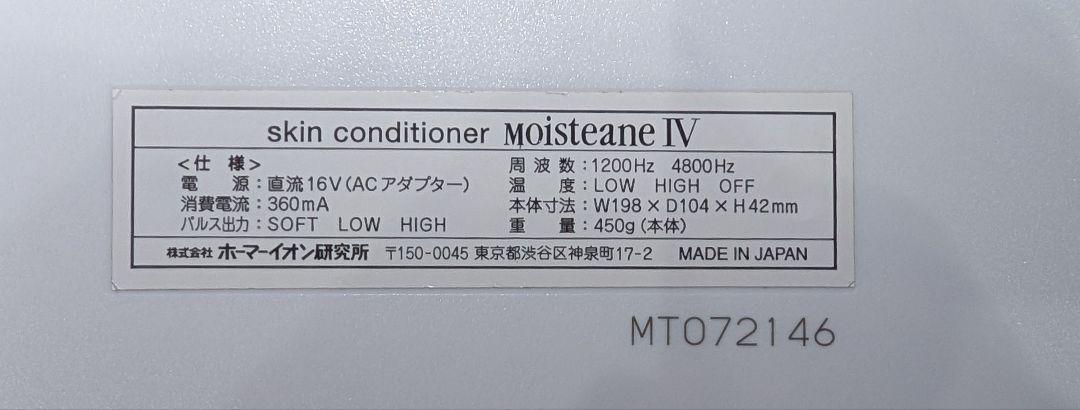 skin conditioner Moisteane IV
<仕 様>
電 源：直流16V(ACアダプター)
消費電流：360mA
パルス出力：SOFT LOW HIGH
周 波 数：1200Hz 4800Hz
温 度：LOW HIGH OFF
本体寸法：W198×D104×H42mm
重 量：450g(本体)
株式会社 ホーマーイオン研究所 〒150-0045 東京都渋谷区神泉町17-2 MADE IN JAPAN
MT072146